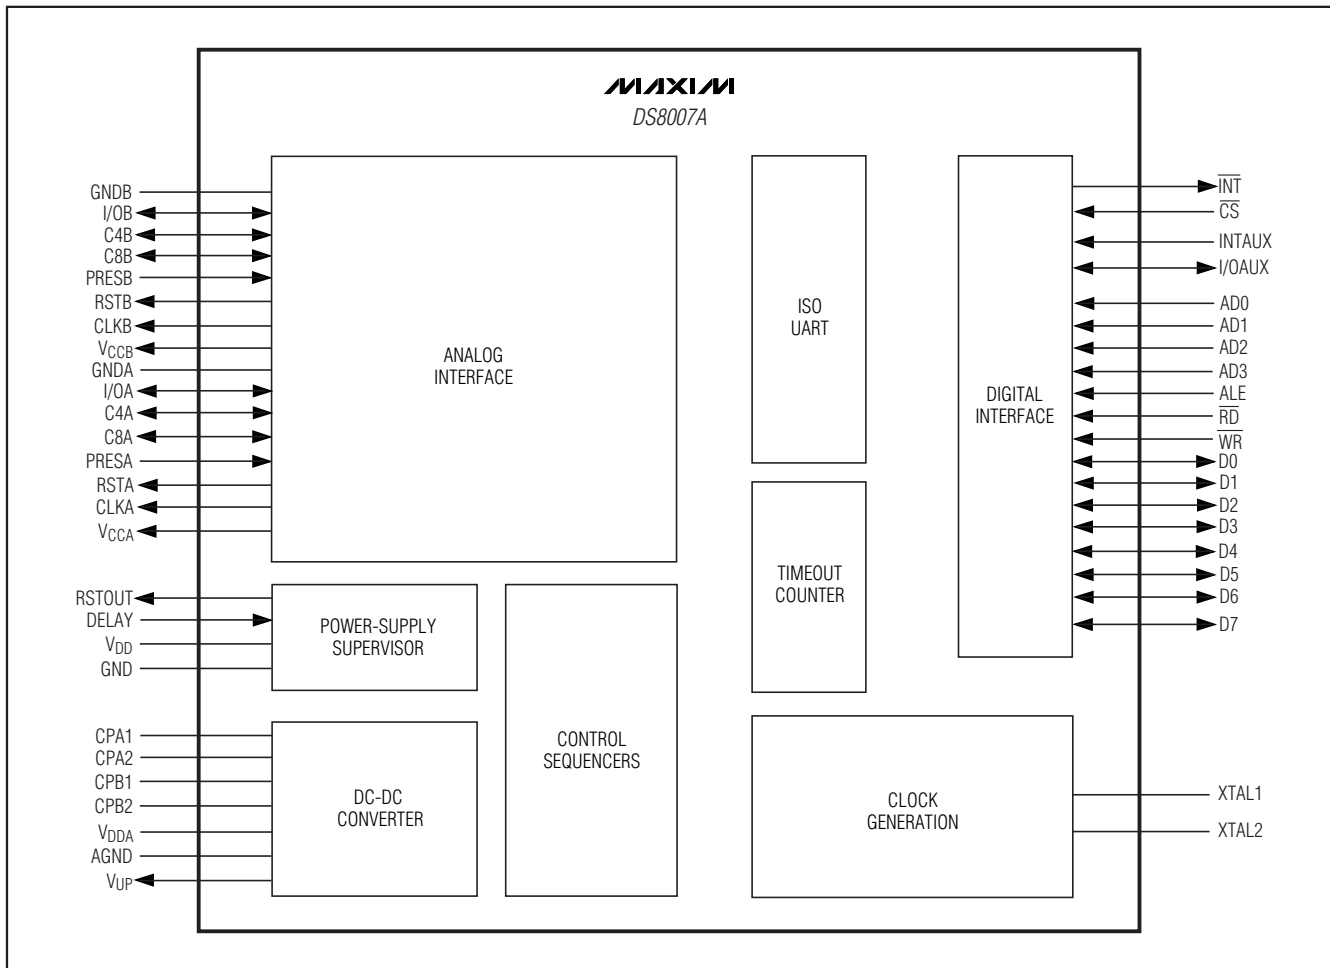 MAXIM
DS8007A
GNDB
I/OB
C4B
C8B
PRESB
RSTB
CLKB
VCCB
GNDA
I/OA
C4A
C8A
PRESA
RSTA
CLKA
VCCA
RSTOUT
DELAY
VDD
GND
CPA1
CPA2
CPB1
CPB2
VDDA
AGND
VUP
ANALOG
INTERFACE
POWER-SUPPLY
SUPERVISOR
DC-DC
CONVERTER
CONTROL
SEQUENCERS
ISO
UART
TIMEOUT
COUNTER
CLOCK
GENERATION
DIGITAL
INTERFACE
INT
CS
INTAUX
I/OAUX
AD0
AD1
AD2
AD3
ALE
RD
WR
D0
D1
D2
D3
D4
D5
D6
D7
XTAL1
XTAL2